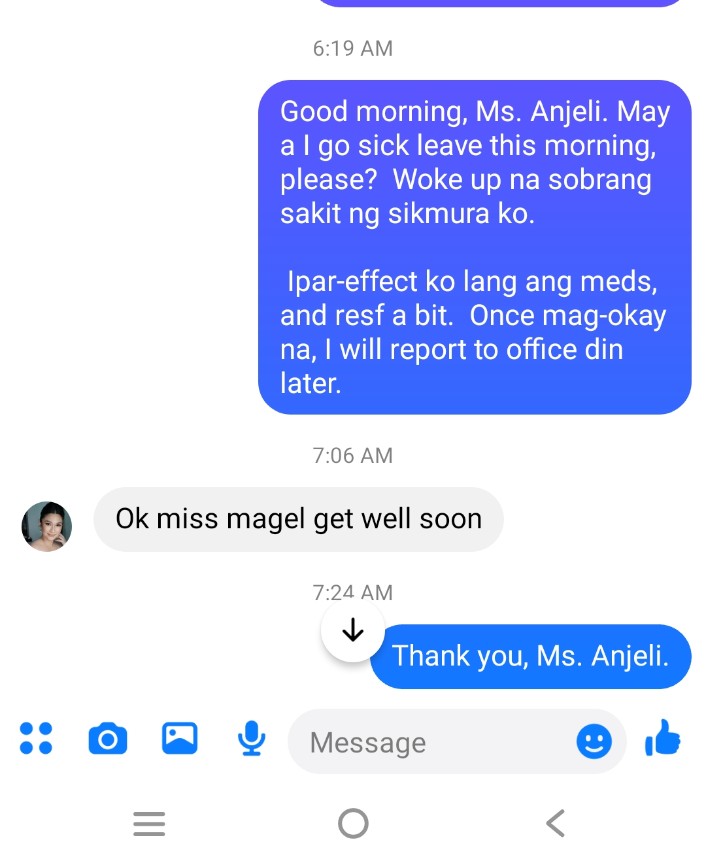 6:19 AM
Good morning, Ms. Anjeli. May
a I go sick leave this morning,
please?  Woke up na sobrang
sakit ng sikmura ko.
Ipar-effect ko lang ang meds,
and resf a bit.  Once mag-okay
na, I will report to office din
later.
7:06 AM
Ok miss magel get well soon
7:24 AM
Thank you, Ms. Anjeli.
Message